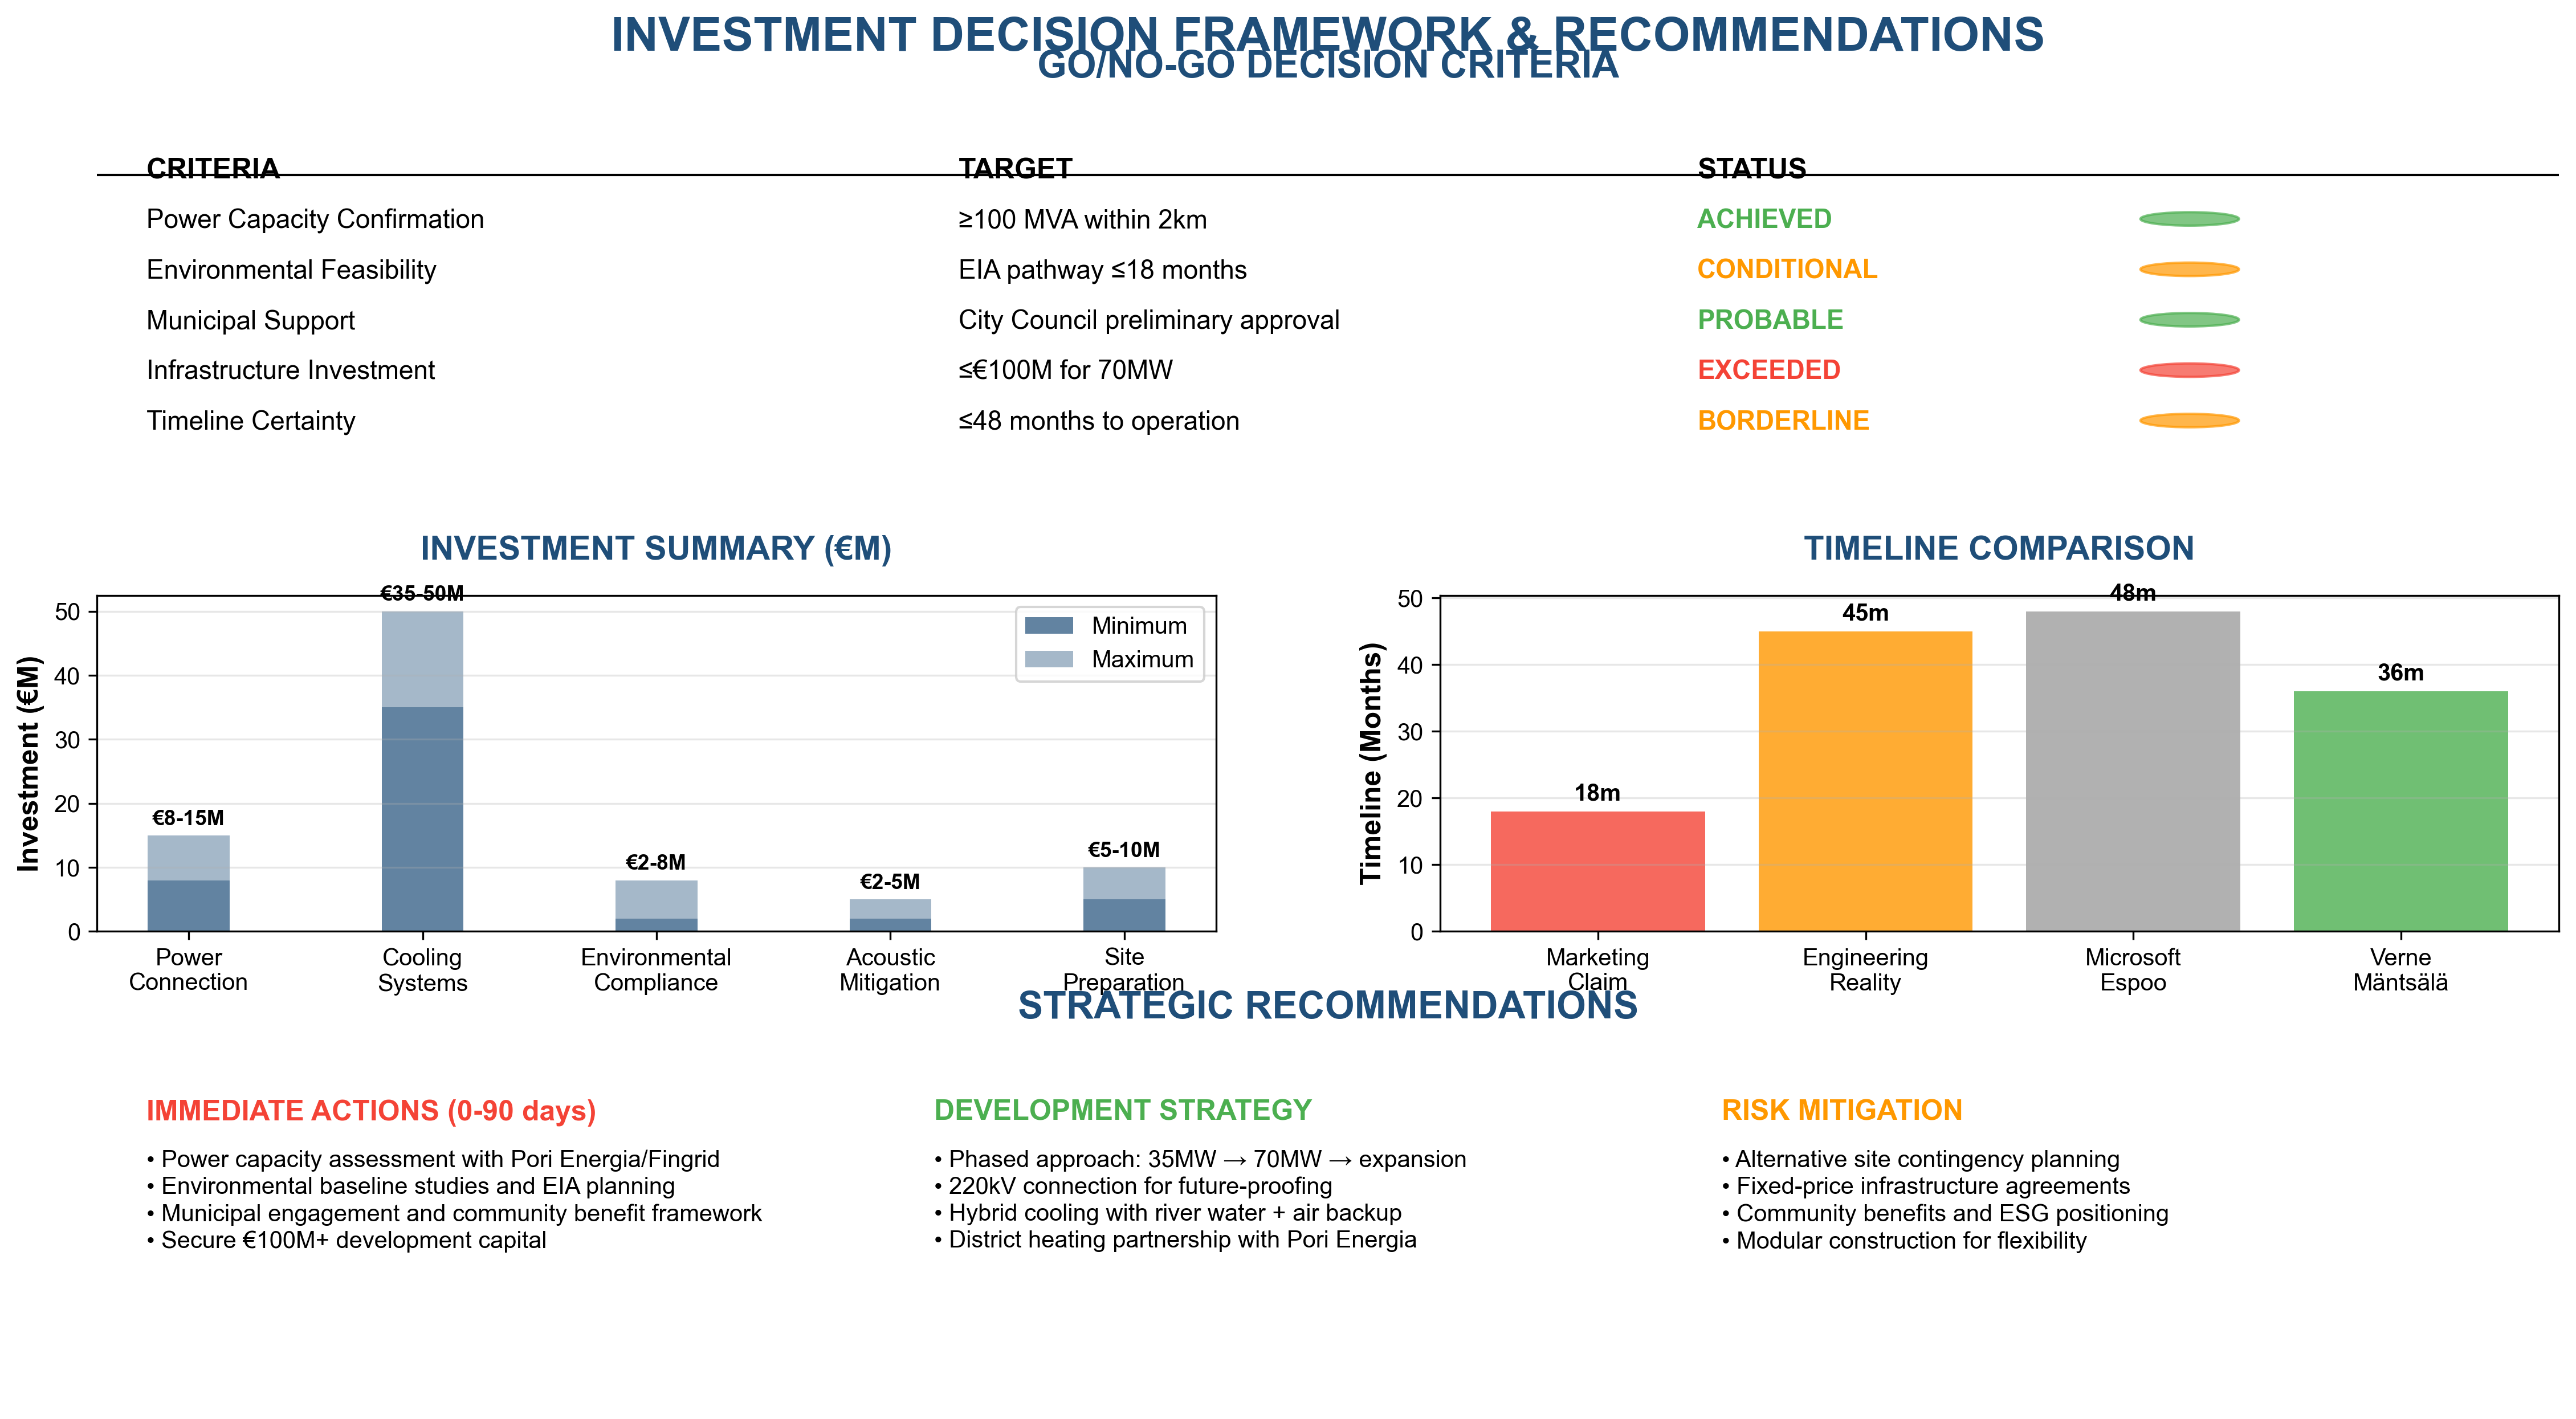 INVESTMENT DECISION FRAMEWORK & RECOMMENDATIONS
GO/NO-GO DECISION CRITERIA
CRITERIA TARGET STATUS
Power Capacity Confirmation ≥100 MVA within 2km ACHIEVED
Environmental Feasibility EIA pathway ≤18 months CONDITIONAL
Municipal Support City Council preliminary approval PROBABLE
Infrastructure Investment ≤€100M for 70MW EXCEEDED
Timeline Certainty ≤48 months to operation BORDERLINE
INVESTMENT SUMMARY (€M)
Investment (€M)
50
40
30
20
10
0
€8-15M
€35-50M
€2-8M
€2-5M
€5-10M
Minimum
Maximum
Power
Connection
Cooling
Systems
Environmental
Compliance
Acoustic
Mitigation
Site
Preparation
TIMELINE COMPARISON
Timeline (Months)
50
40
30
20
10
0
18m
45m
48m
36m
Marketing
Claim
Engineering
Reality
Microsoft
Espoo
Verne
Mäntsälä
STRATEGIC RECOMMENDATIONS
IMMEDIATE ACTIONS (0-90 days)
• Power capacity assessment with Pori Energia/Fingrid
• Environmental baseline studies and EIA planning
• Municipal engagement and community benefit framework
• Secure €100M+ development capital
DEVELOPMENT STRATEGY
• Phased approach: 35MW → 70MW → expansion
• 220kV connection for future-proofing
• Hybrid cooling with river water + air backup
• District heating partnership with Pori Energia
RISK MITIGATION
• Alternative site contingency planning
• Fixed-price infrastructure agreements
• Community benefits and ESG positioning
• Modular construction for flexibility